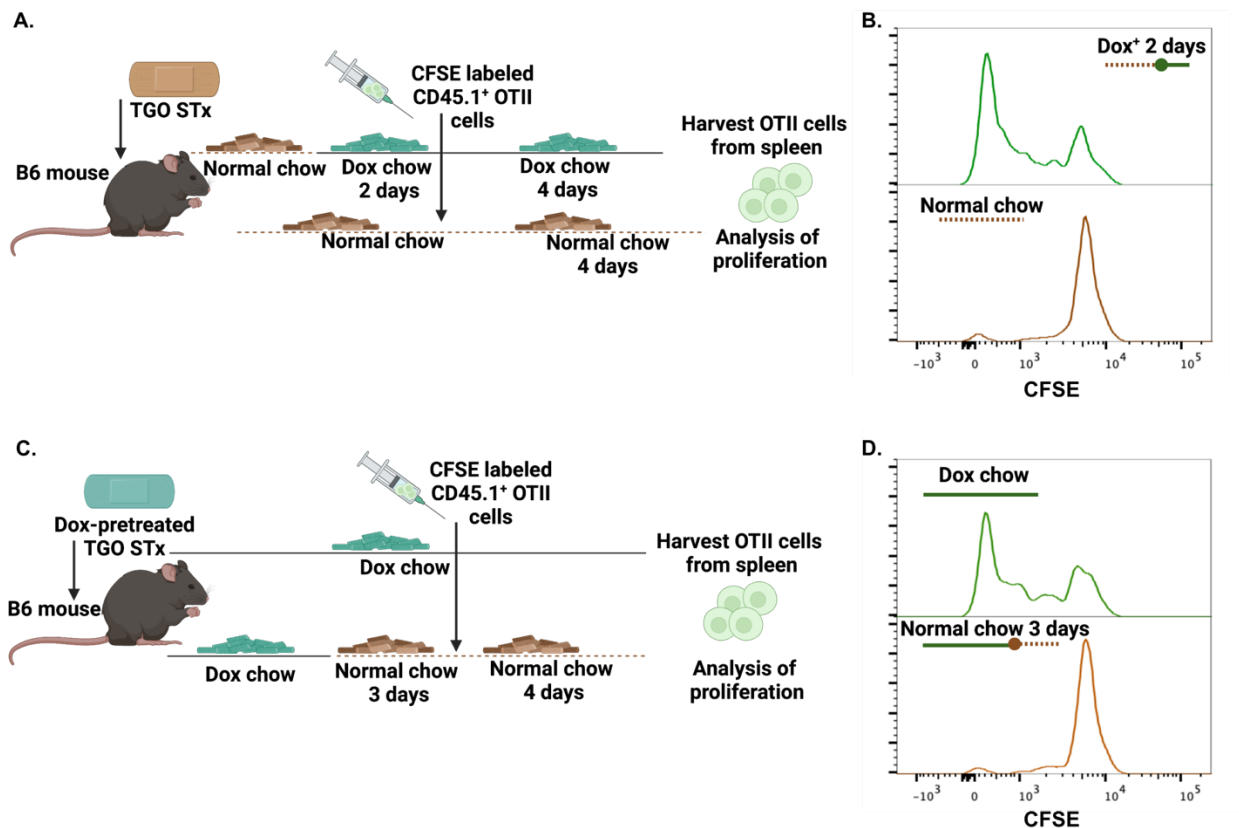 A.
TGO STx
B6 mouse
CFSE labeled
CD45.1⁺ OTII
cells
Normal chow
Dox chow
2 days
Dox chow
4 days
Normal chow
Normal chow
4 days
Harvest OTII cells
from spleen
Analysis of
proliferation
B.
Dox⁺ 2 days
Normal chow
-10³ 0 10³ 10⁴ 10⁵
CFSE
C.
Dox-pretreated
TGO STx
B6 mouse
CFSE labeled
CD45.1⁺ OTII
cells
Dox chow
Dox chow
Normal chow
3 days
Normal chow
4 days
Harvest OTII cells
from spleen
Analysis of
proliferation
D.
Dox chow
Normal chow 3 days
-10³ 0 10³ 10⁴ 10⁵
CFSE